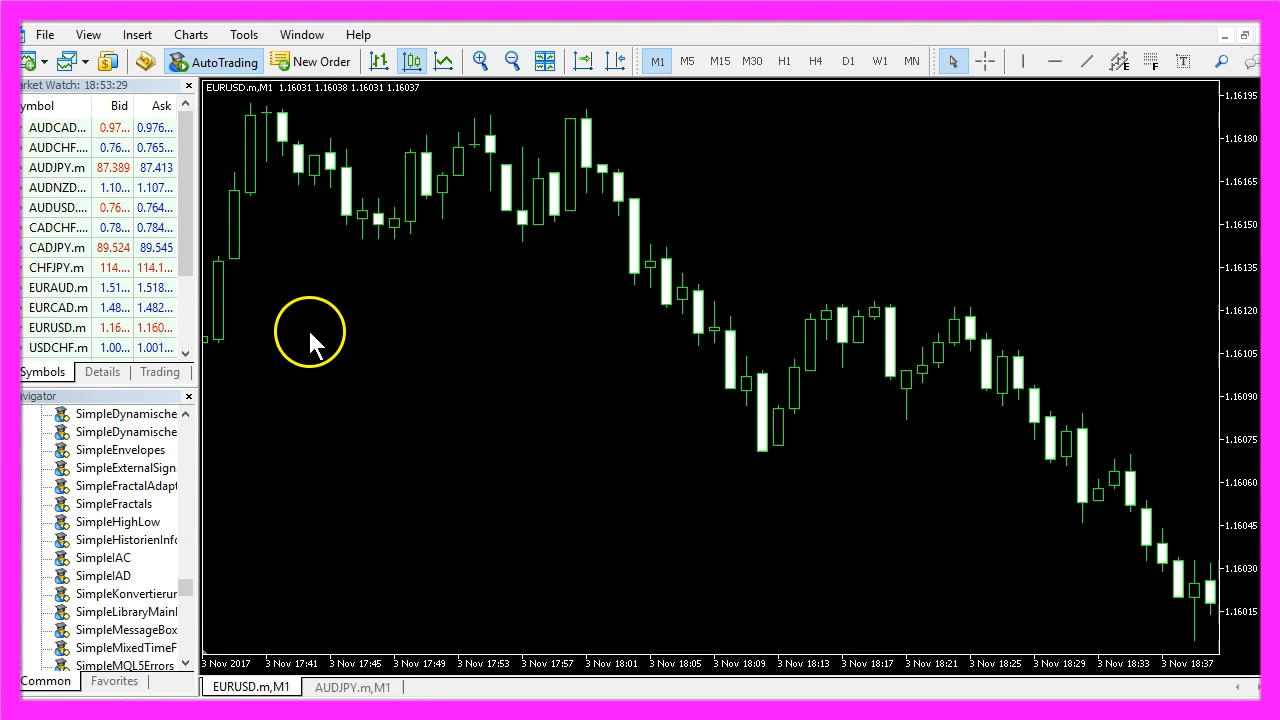 File View Insert Charts Tools Window Help
AutoTrading New Order M1 M5 M15 M30 H1 H4 D1 W1 MN
arket Watch: 18:53:29
ymbol Bid Ask
AUDCAD... 0.97... 0.976...
AUDCHF... 0.76... 0.765...
AUDJPY.m 87.389 87.413
AUDNZD... 1.10... 1.107...
AUDUSD.... 0.76... 0.764...
CADCHF... 0.78... 0.784...
CADJPY.m 89.524 89.545
CHFJPY.m 114.... 114.1...
EURAUD.m 1.51... 1.518...
EURCAD.m 1.48... 1.482...
EURUSD.m 1.16... 1.160...
USDCHF.m 1.00... 1.001...
Symbols Details Trading
avigator
SimpleDynamische
SimpleDynamische
SimpleEnvelopes
SimpleExternalSign
SimpleFractalAdapt
SimpleFractals
SimpleHighLow
SimpleHistorienInfo
SimpleIAC
SimpleIAD
SimpleKonvertierun
SimpleLibraryMainl
SimpleMessageBox
SimpleMixedTimeF
SimpleMQL5Errors
Common Favorites
EURUSD.m,M1 1.16031 1.16038 1.16031 1.16037
1.16195
1.16180
1.16165
1.16150
1.16135
1.16120
1.16105
1.16090
1.16075
1.16060
1.16045
1.16030
1.16015
3 Nov 2017 3 Nov 17:41 3 Nov 17:45 3 Nov 17:49 3 Nov 17:53 3 Nov 17:57 3 Nov 18:01 3 Nov 18:05 3 Nov 18:09 3 Nov 18:13 3 Nov 18:17 3 Nov 18:21 3 Nov 18:25 3 Nov 18:29 3 Nov 18:33 3 Nov 18:37
EURUSD.m,M1 AUDJPY.m,M1